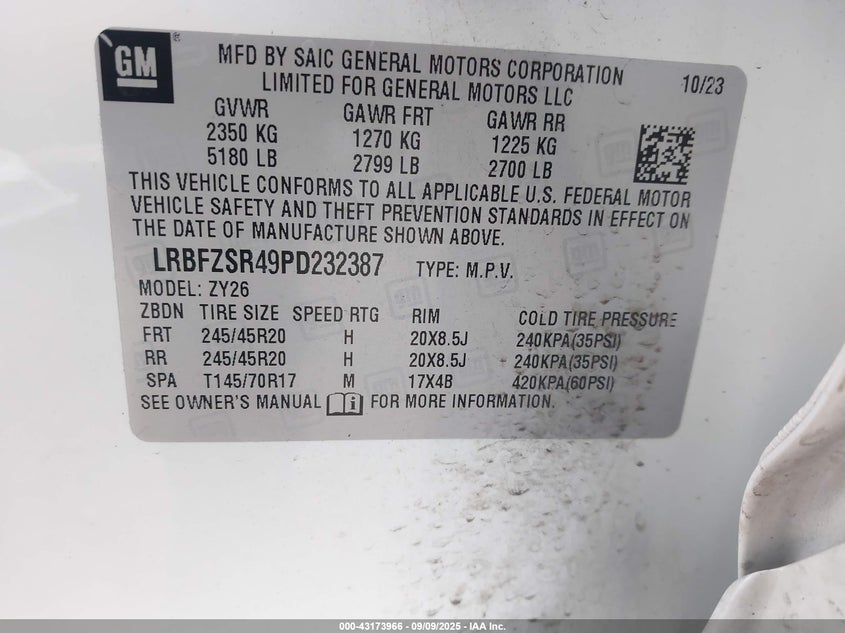 GM
MFD BY SAIC GENERAL MOTORS CORPORATION
LIMITED FOR GENERAL MOTORS LLC
10/23
GVWR GAWR FRT GAWR RR
2350 KG 1270 KG 1225 KG
5180 LB 2799 LB 2700 LB
THIS VEHICLE CONFORMS TO ALL APPLICABLE U.S. FEDERAL MOTOR
VEHICLE SAFETY AND THEFT PREVENTION STANDARDS IN EFFECT ON
THE DATE OF MANUFACTURE SHOWN ABOVE.
LRBFZSR49PD232387 TYPE: M.P.V.
MODEL: ZY26
ZBDN TIRE SIZE SPEED RTG RIM COLD TIRE PRESSURE
FRT 245/45R20 H 20X8.5J 240KPA(35PSI)
RR 245/45R20 H 20X8.5J 240KPA(35PSI)
SPA T145/70R17 M 17X4B 420KPA(60PSI)
SEE OWNER'S MANUAL FOR MORE INFORMATION.
000-43173966 - 09/09/2025 - IAA Inc.